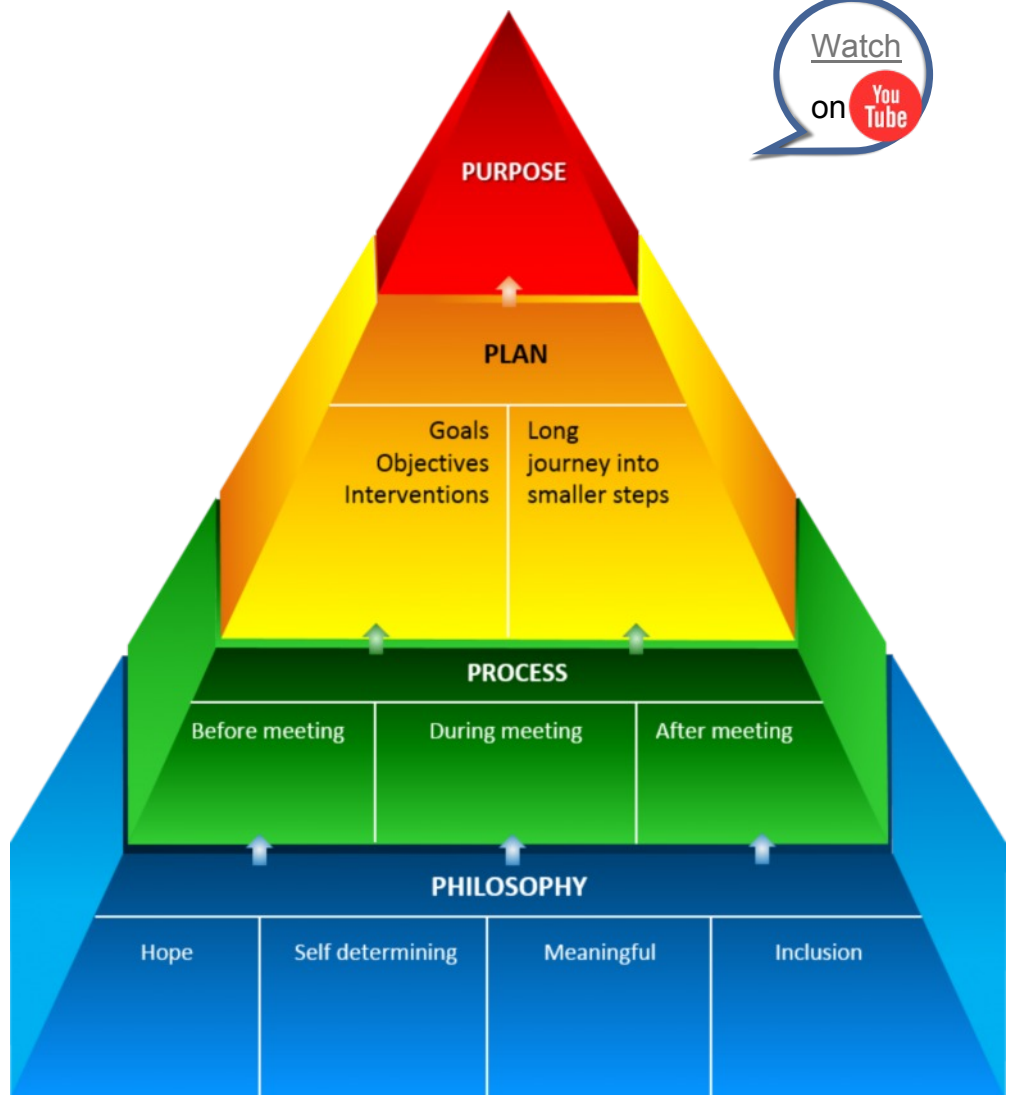 Watch
on You
Tube
PURPOSE
PLAN
Goals
Objectives
Interventions
Long
journey into
smaller steps
PROCESS
Before meeting
During meeting
After meeting
PHILOSOPHY
Hope
Self determining
Meaningful
Inclusion